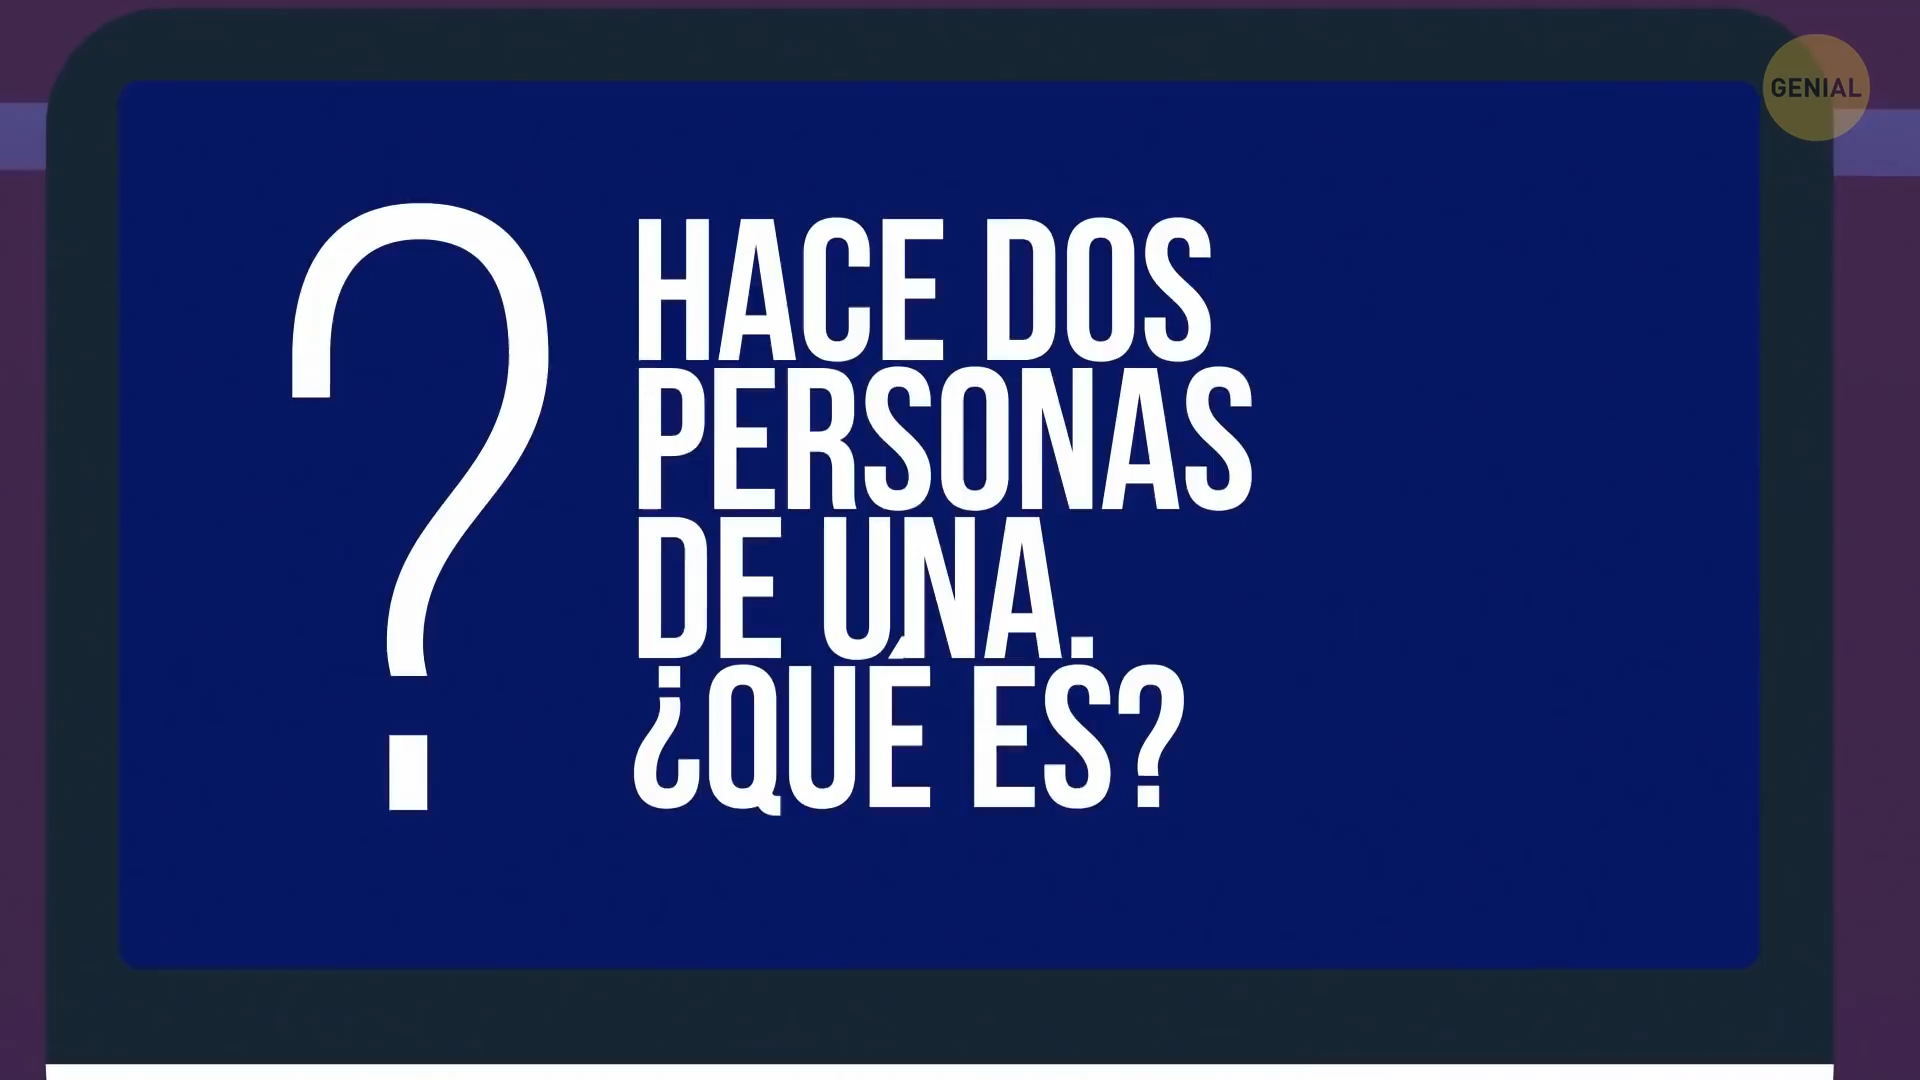 GENIAL
?
HACE DOS
PERSONAS
DE UNA.
¿QUÉ ES?